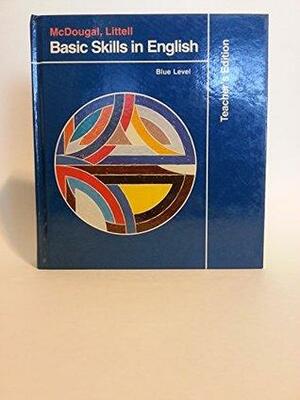 McDougal, Littell
Basic Skills in English
Blue Level
Teacher's Edition